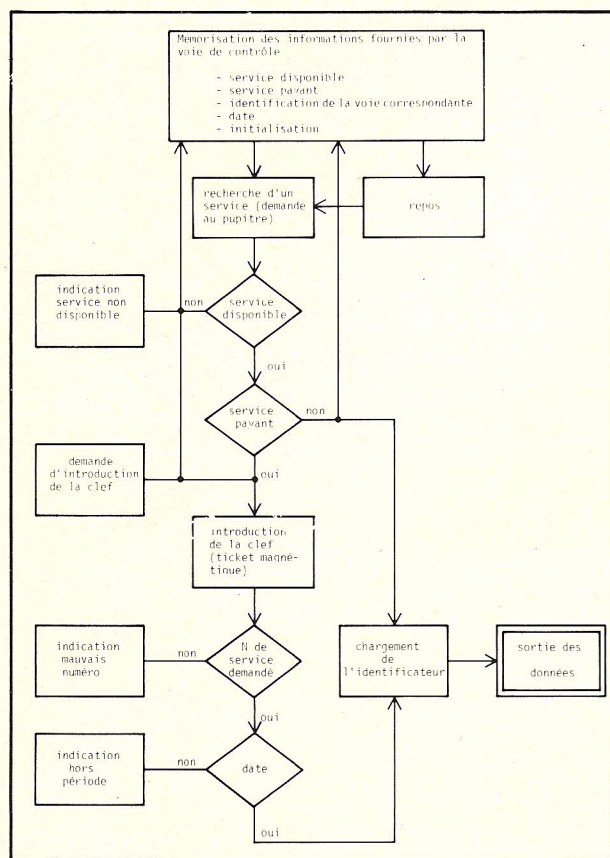 Memorisation des informations fournies par la
voie de contrôle
- service disponible
- service payant
- identification de la voie correspondante
- date
- initialisation
recherche d'un
service (demande
au pupitre)
repos
indication
service non
disponible
non
service
disponible
oui
service
payant
non
demande
d'introduction
de la clef
oui
introduction
de la clef
(ticket magné-
tique)
indication
mauvais
numéro
non
N de
service
demandé
chargement
de
l'identificateur
sortie des
données
oui
indication
hors
période
non
date
oui